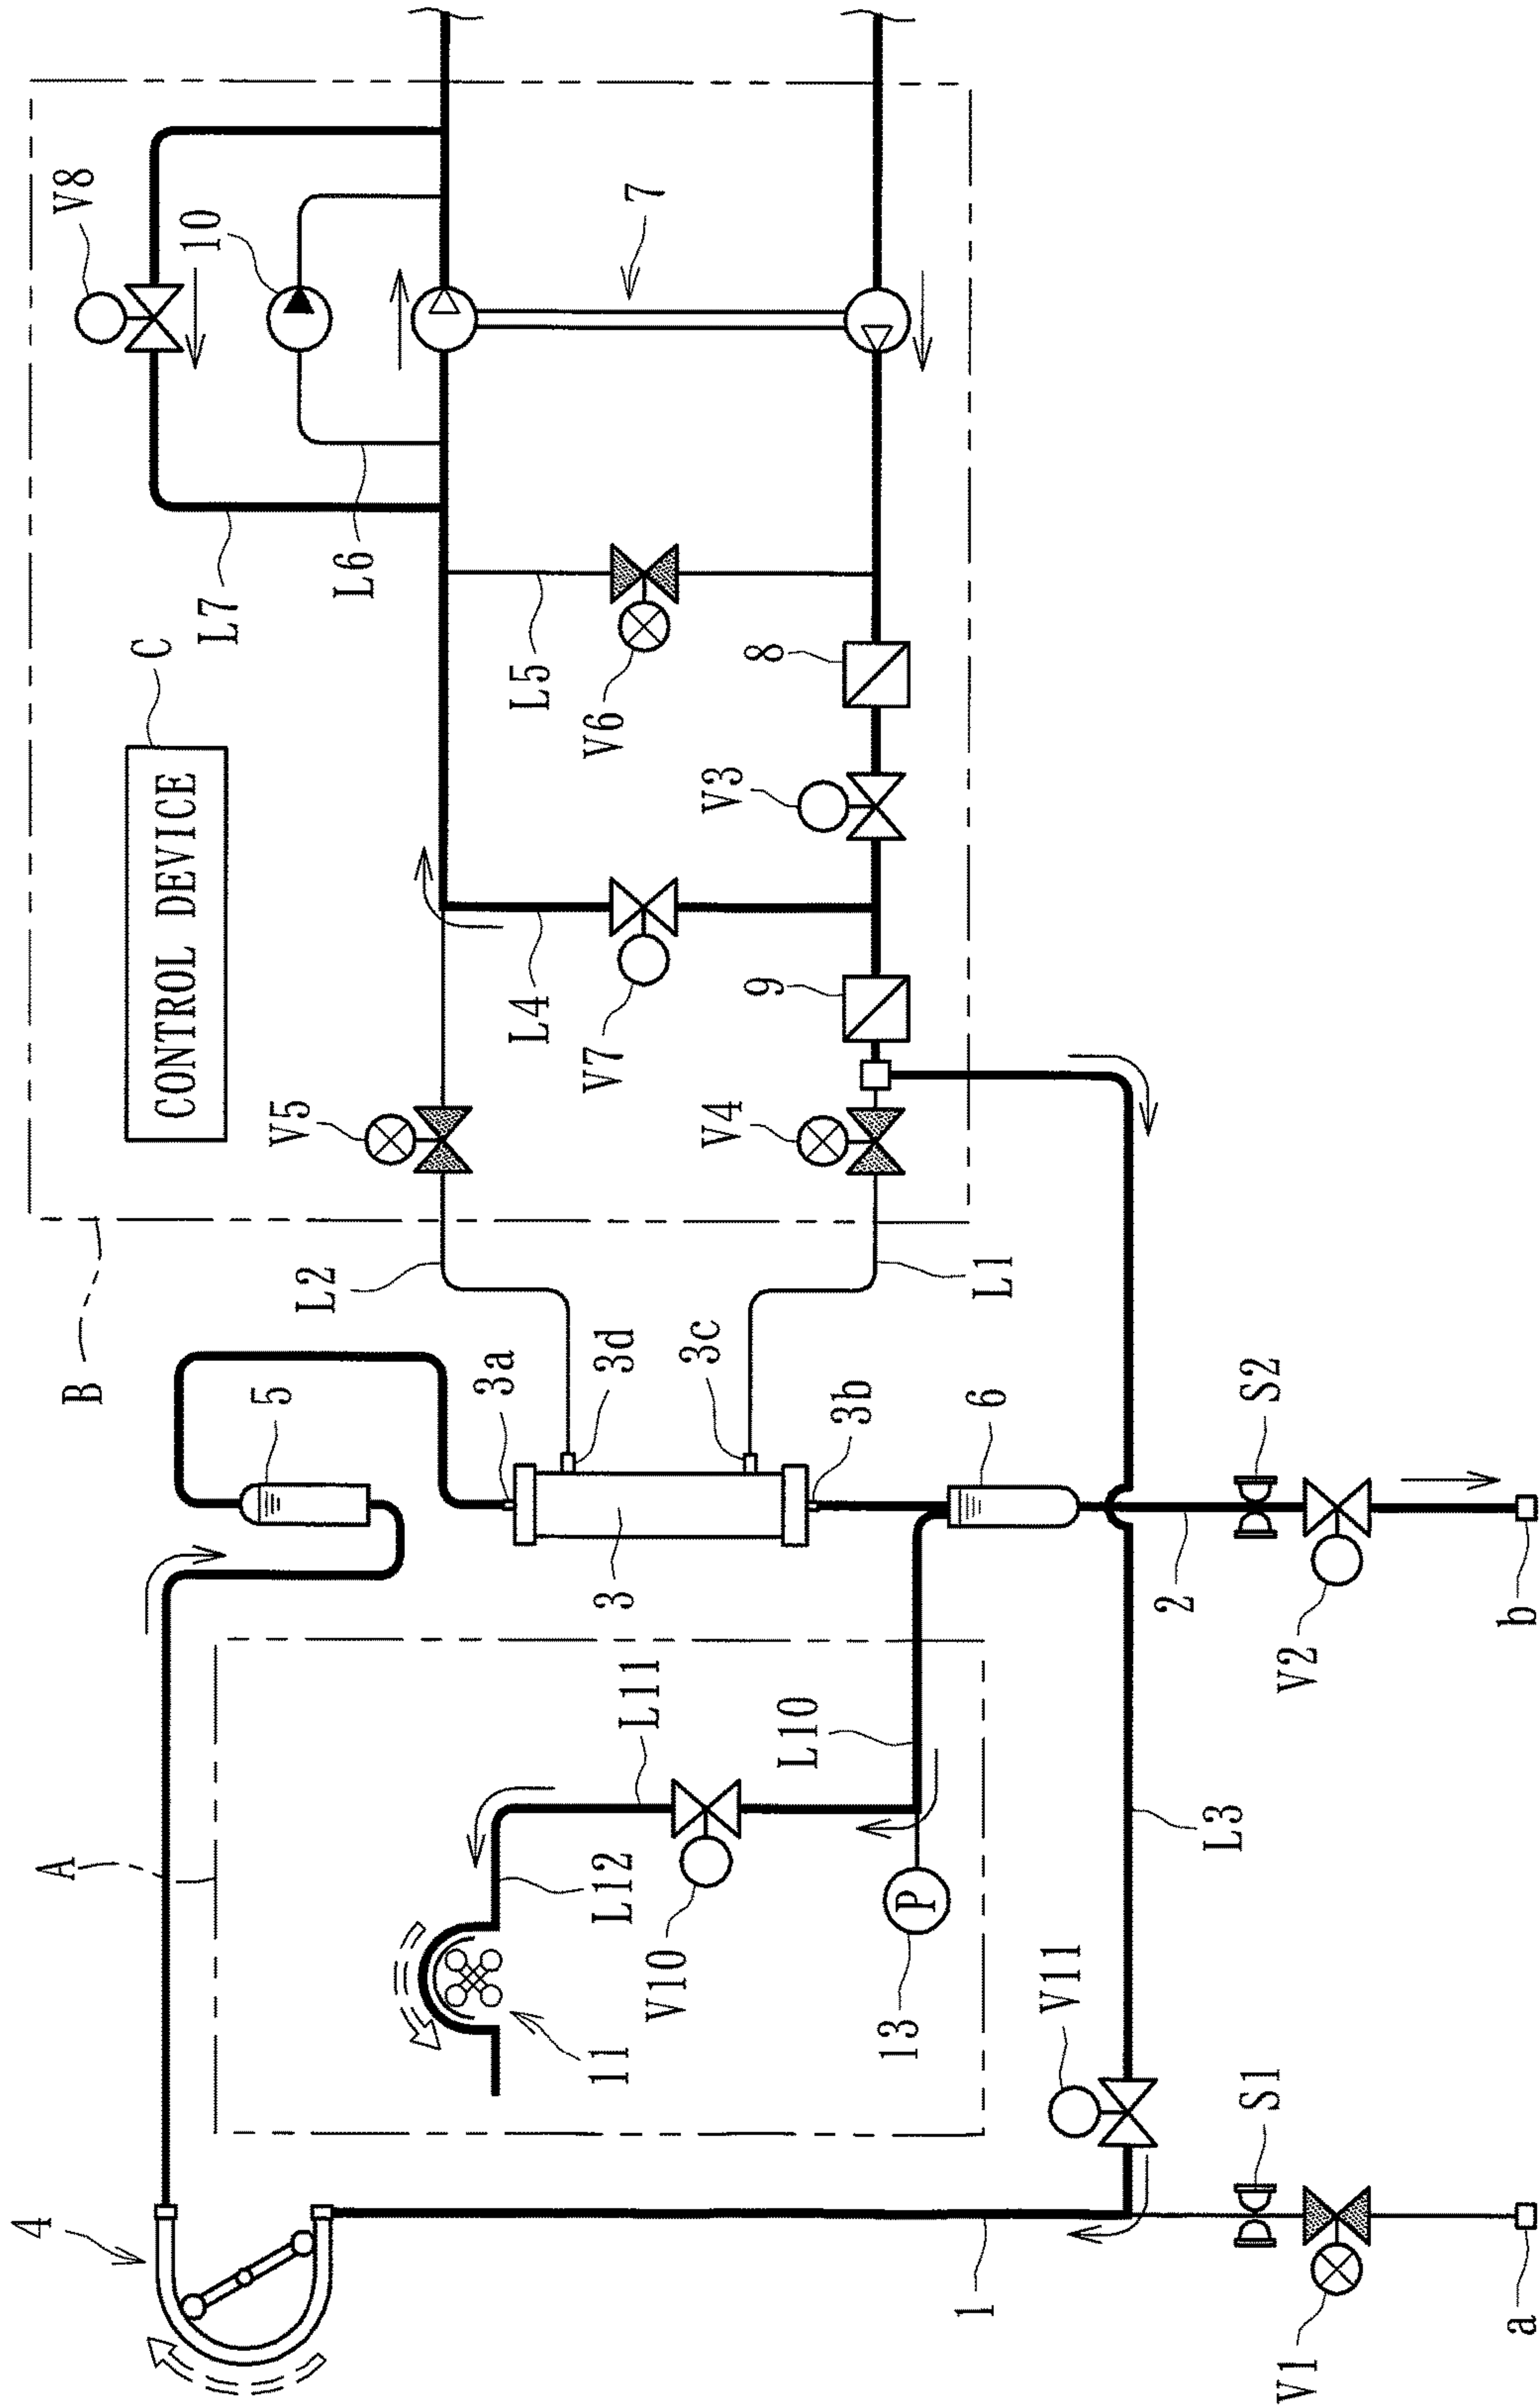 V8
10
7
L7
L6
C
CONTROL DEVICE
L5
V6
8
V3
L4
V7
9
V5
V4
L2
L1
B
5
3a
3d
3c
3b
6
S2
3
2
V2
b
A
L11
L10
L12
V10
P
13
11
L3
V11
S1
4
1
V1
a